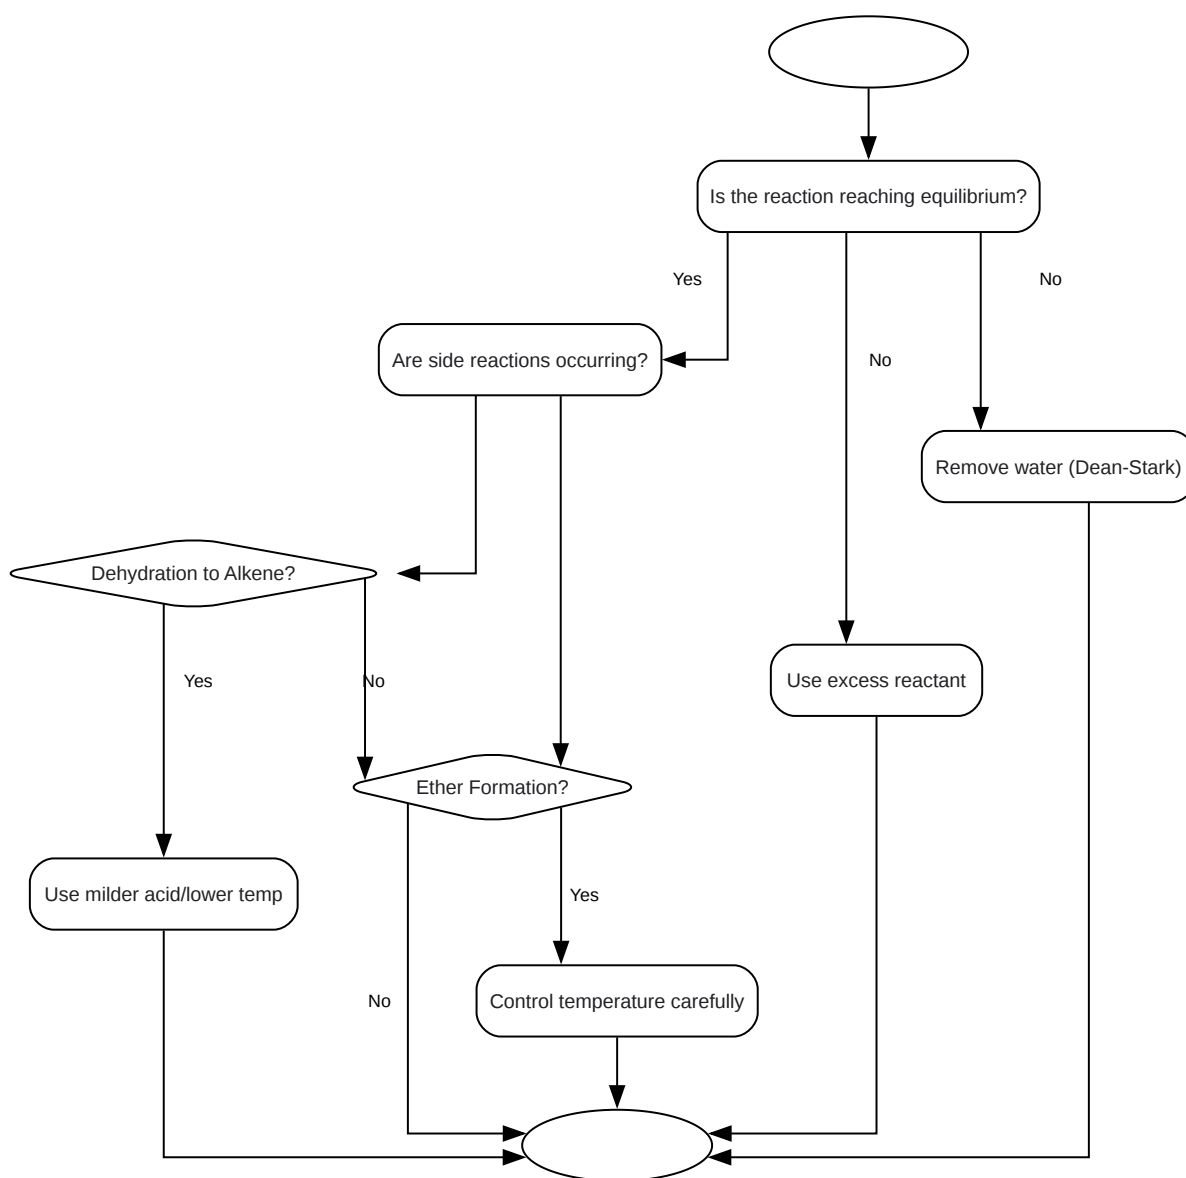 Is the reaction reaching equilibrium?
Yes
No
Are side reactions occurring?
No
Remove water (Dean-Stark)
Dehydration to Alkene?
Yes
No
Use excess reactant
Ether Formation?
Use milder acid/lower temp
Yes
No
Control temperature carefully